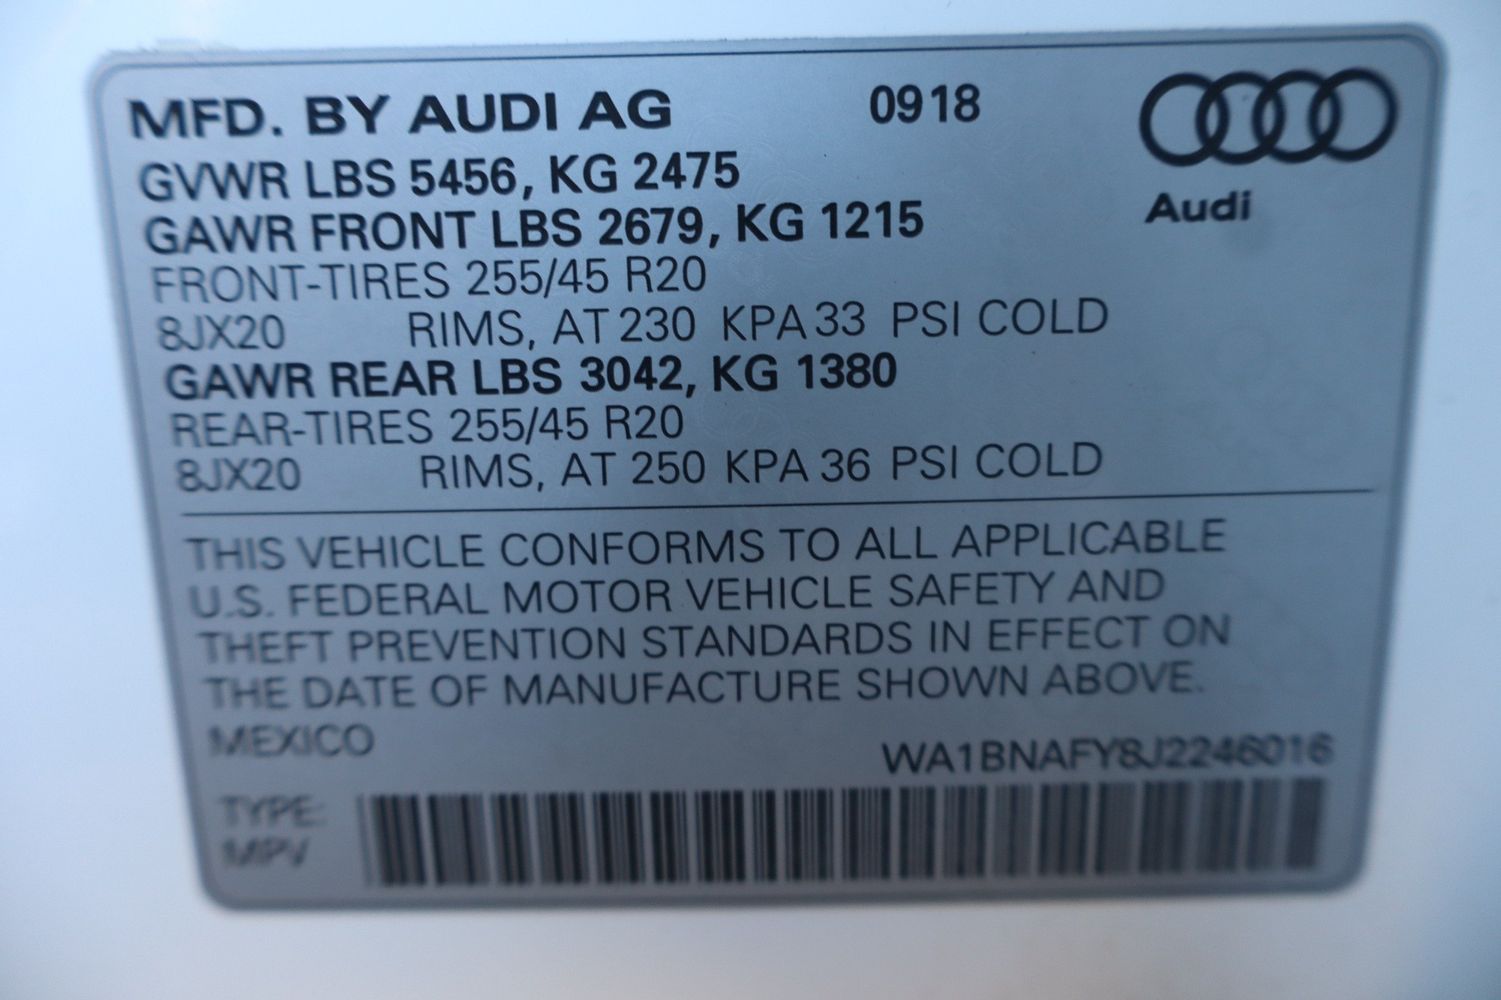 MFD. BY AUDI AG 0918
Audi
GVWR LBS 5456, KG 2475
GAWR FRONT LBS 2679, KG 1215
FRONT-TIRES 255/45 R20
8JX20 RIMS, AT 230 KPA 33 PSI COLD
GAWR REAR LBS 3042, KG 1380
REAR-TIRES 255/45 R20
8JX20 RIMS, AT 250 KPA 36 PSI COLD
THIS VEHICLE CONFORMS TO ALL APPLICABLE
U.S. FEDERAL MOTOR VEHICLE SAFETY AND
THEFT PREVENTION STANDARDS IN EFFECT ON
THE DATE OF MANUFACTURE SHOWN ABOVE.
MEXICO
WA1BNAFY8J2246016
TYPE:
MPV